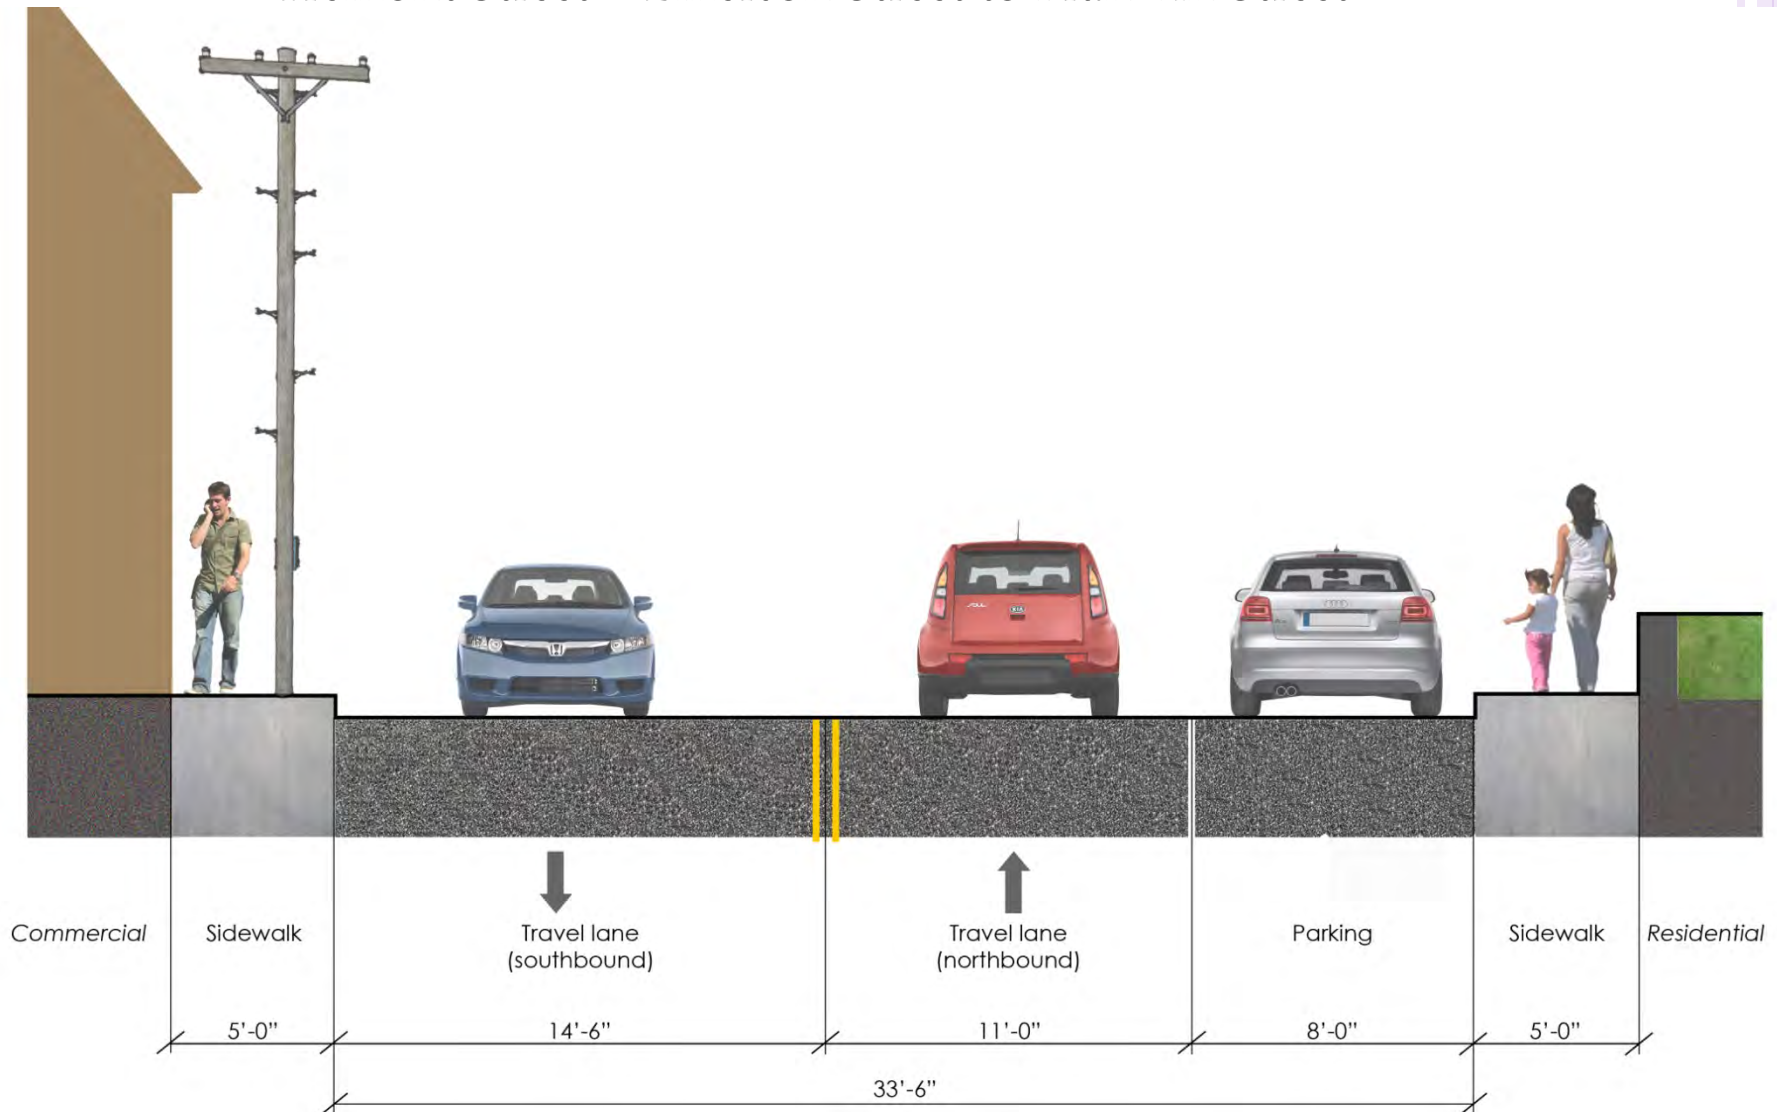 Commercial
Sidewalk
Travel lane
(southbound)
Travel lane
(northbound)
Parking
Sidewalk
Residential
5'-0"
14'-6"
11'-0"
8'-0"
5'-0"
33'-6"
KIA